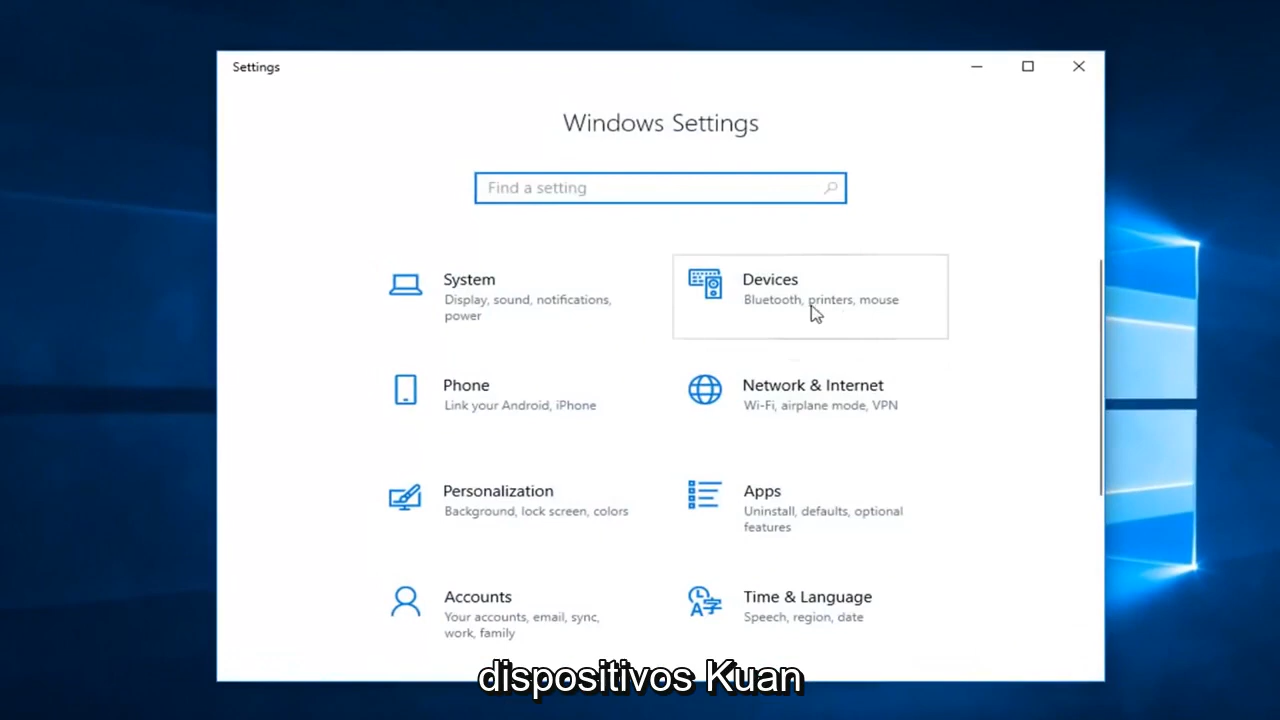 Settings
Windows Settings
Find a setting
System
Display, sound, notifications,
power
Devices
Bluetooth, printers, mouse
Phone
Link your Android, iPhone
Network & Internet
Wi-Fi, airplane mode, VPN
Personalization
Background, lock screen, colors
Apps
Uninstall, defaults, optional
features
Accounts
Your accounts, email, sync,
work, family
Time & Language
Speech, region, date
dispositivos Kuan